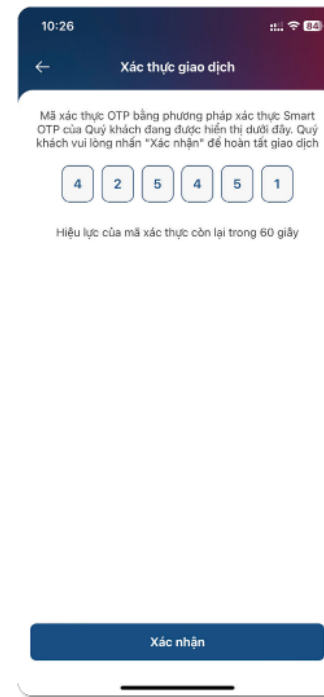 10:26
84
Xác thực giao dịch
Mã xác thực OTP bằng phương pháp xác thực Smart
OTP của Quý khách đang được hiển thị dưới đây. Quý
khách vui lòng nhấn "Xác nhận" để hoàn tất giao dịch
4 2 5 4 5 1
Hiệu lực của mã xác thực còn lại trong 60 giây
Xác nhận